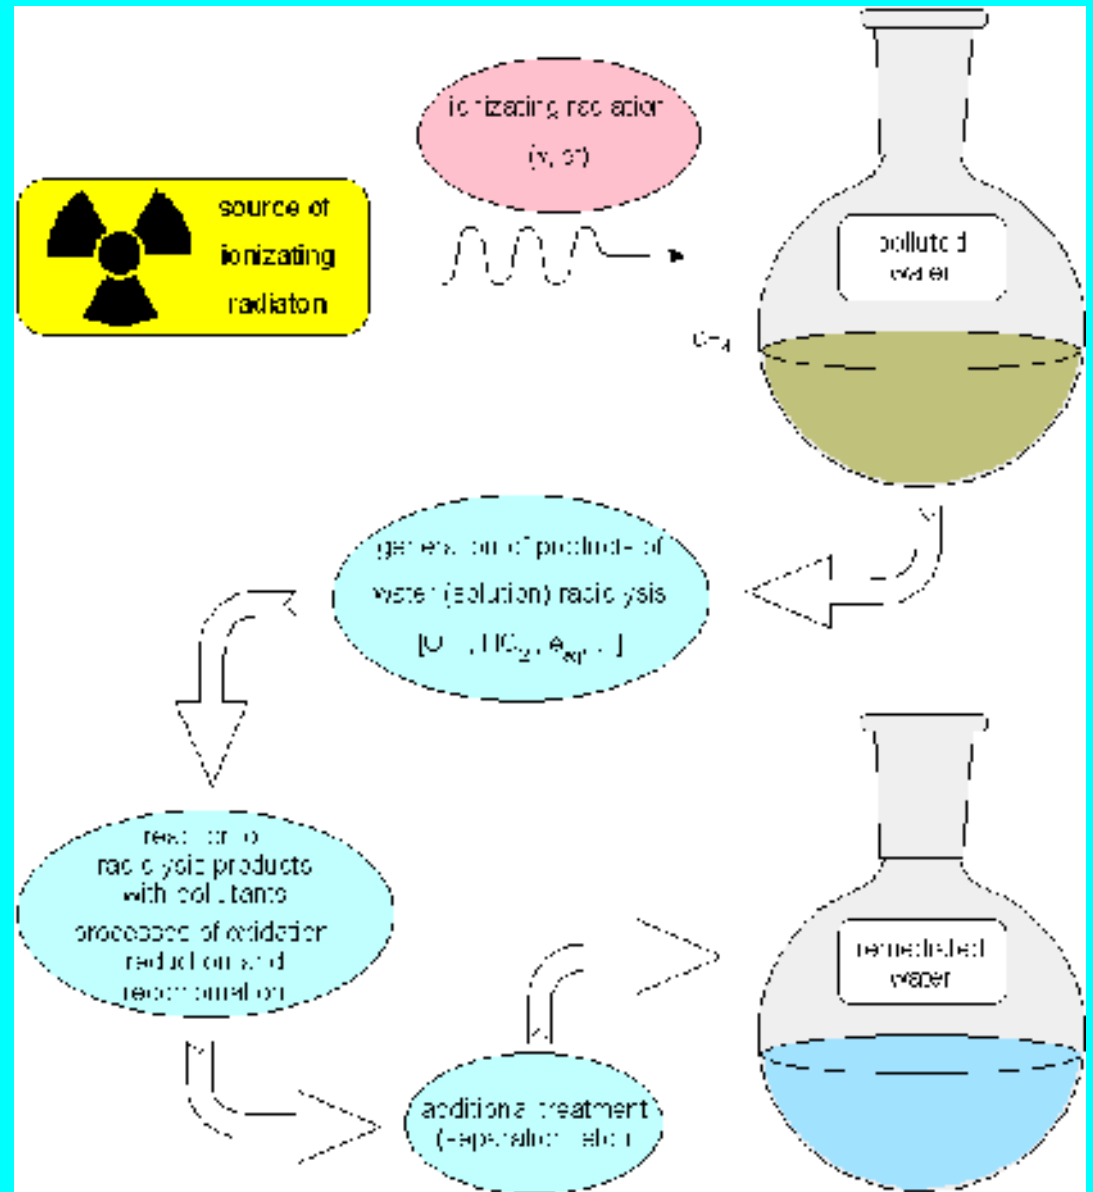 ionizating radiation
source of
ionizating
radiaton
polluted
water
generation of products of
water (solution) radiolysis
reaction of
radiolysis products
with pollutants
processes of oxidation
reduction and
recombination
additional treatment
remediated
water